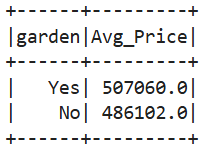 +------+---------+
|garden|Avg_Price|
+------+---------+
|   Yes| 507060.0|
|    No| 486102.0|
+------+---------+